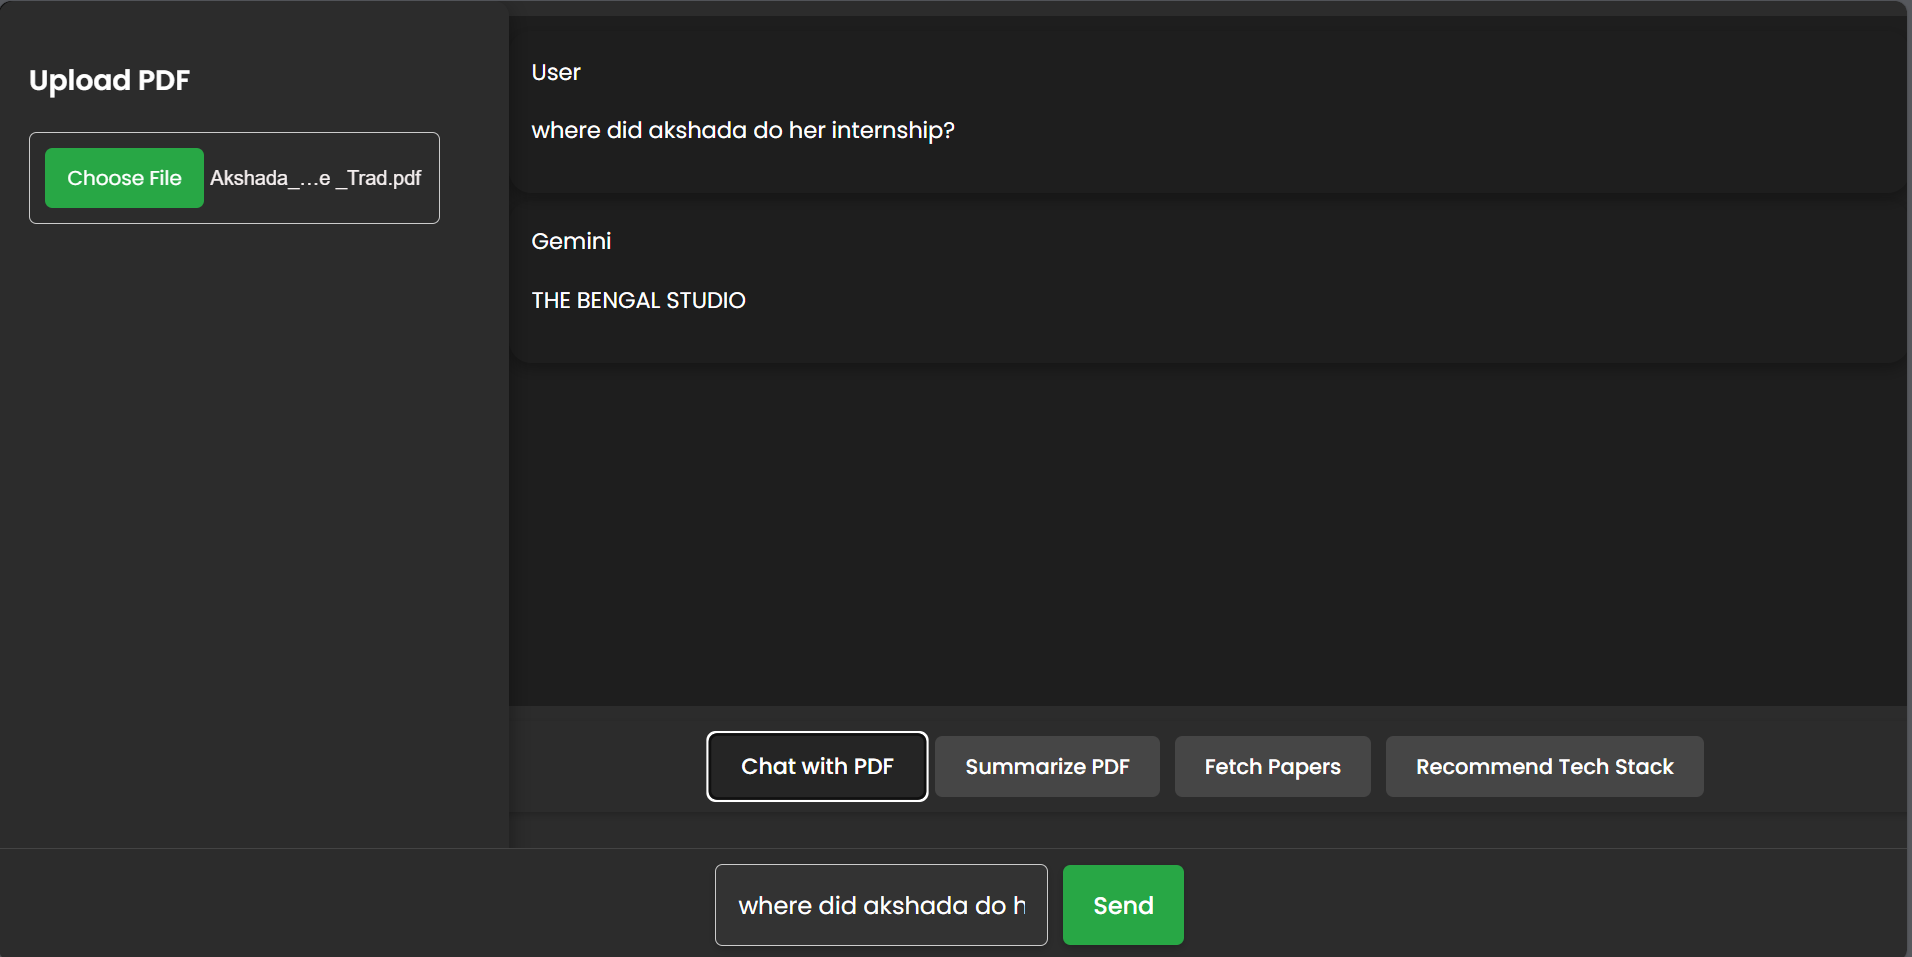 Upload PDF
Choose File Akshada_...e _Trad.pdf
User
where did akshada do her internship?
Gemini
THE BENGAL STUDIO
Chat with PDF Summarize PDF Fetch Papers Recommend Tech Stack
where did akshada do h Send